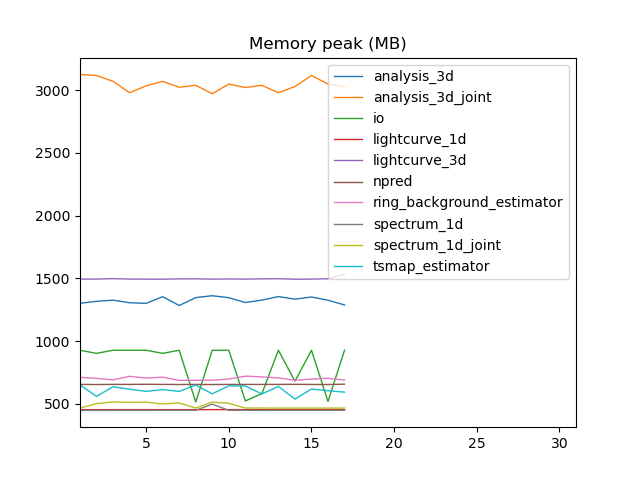 Memory peak (MB)
3000
2500
2000
1500
1000
500
5
10
15
20
25
30
analysis_3d
analysis_3d_joint
io
lightcurve_1d
lightcurve_3d
npred
ring_background_estimator
spectrum_1d
spectrum_1d_joint
tsmap_estimator